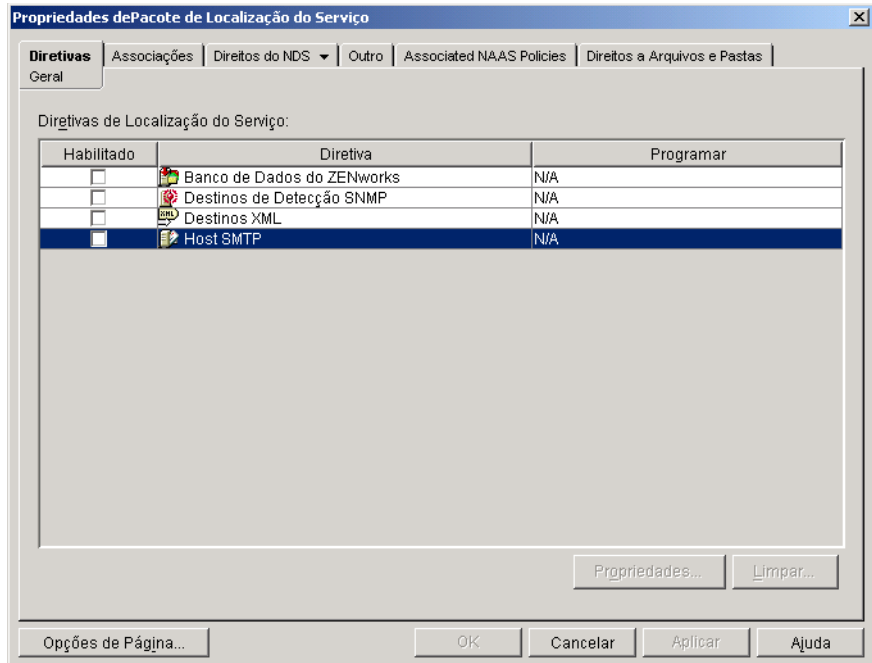 Propriedades dePacote de Localização do Serviço
Diretivas Associações Direitos do NDS Outro Associated NAAS Policies Direitos a Arquivos e Pastas
Geral
Diretivas de Localização do Serviço:
Habilitado Diretiva Programar
Banco de Dados do ZENworks N/A
Destinos de Detecção SNMP N/A
XML Destinos XML N/A
Host SMTP N/A
Propriedades... Limpar...
Opções de Página... OK Cancelar Aplicar Ajuda